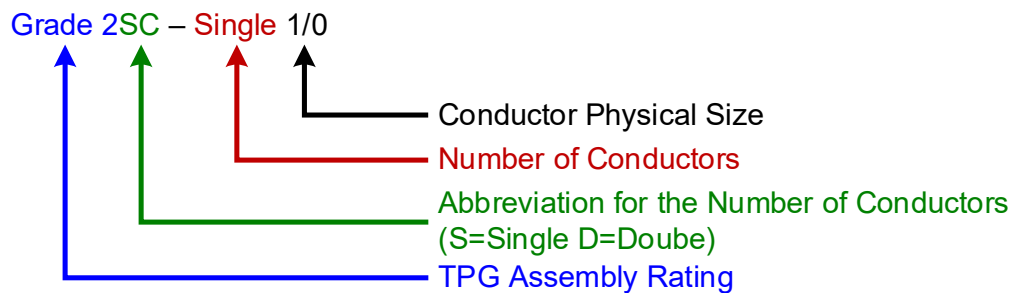 Grade 2SC – Single 1/0
Conductor Physical Size
Number of Conductors
Abbreviation for the Number of Conductors
(S=Single D=Doube)
TPG Assembly Rating